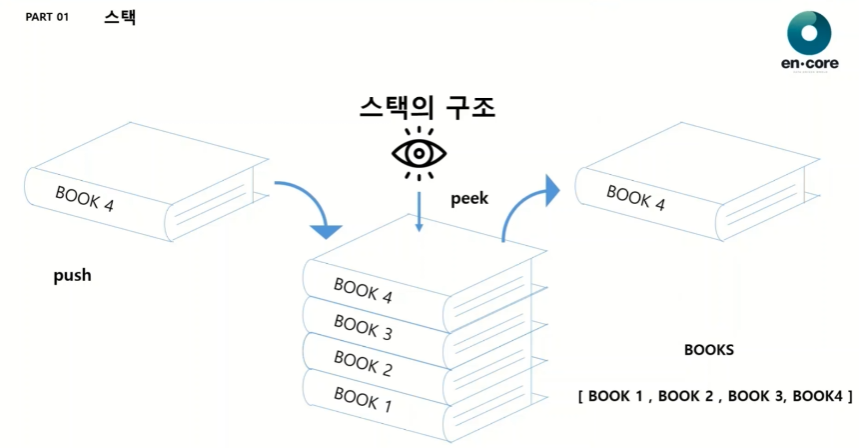 PART 01 스택
en·core
스택의 구조
peek
BOOK 4
push
BOOK 4
BOOK 3
BOOK 2
BOOK 1
BOOK 4
BOOKS
[ BOOK 1 , BOOK 2 , BOOK 3, BOOK4 ]